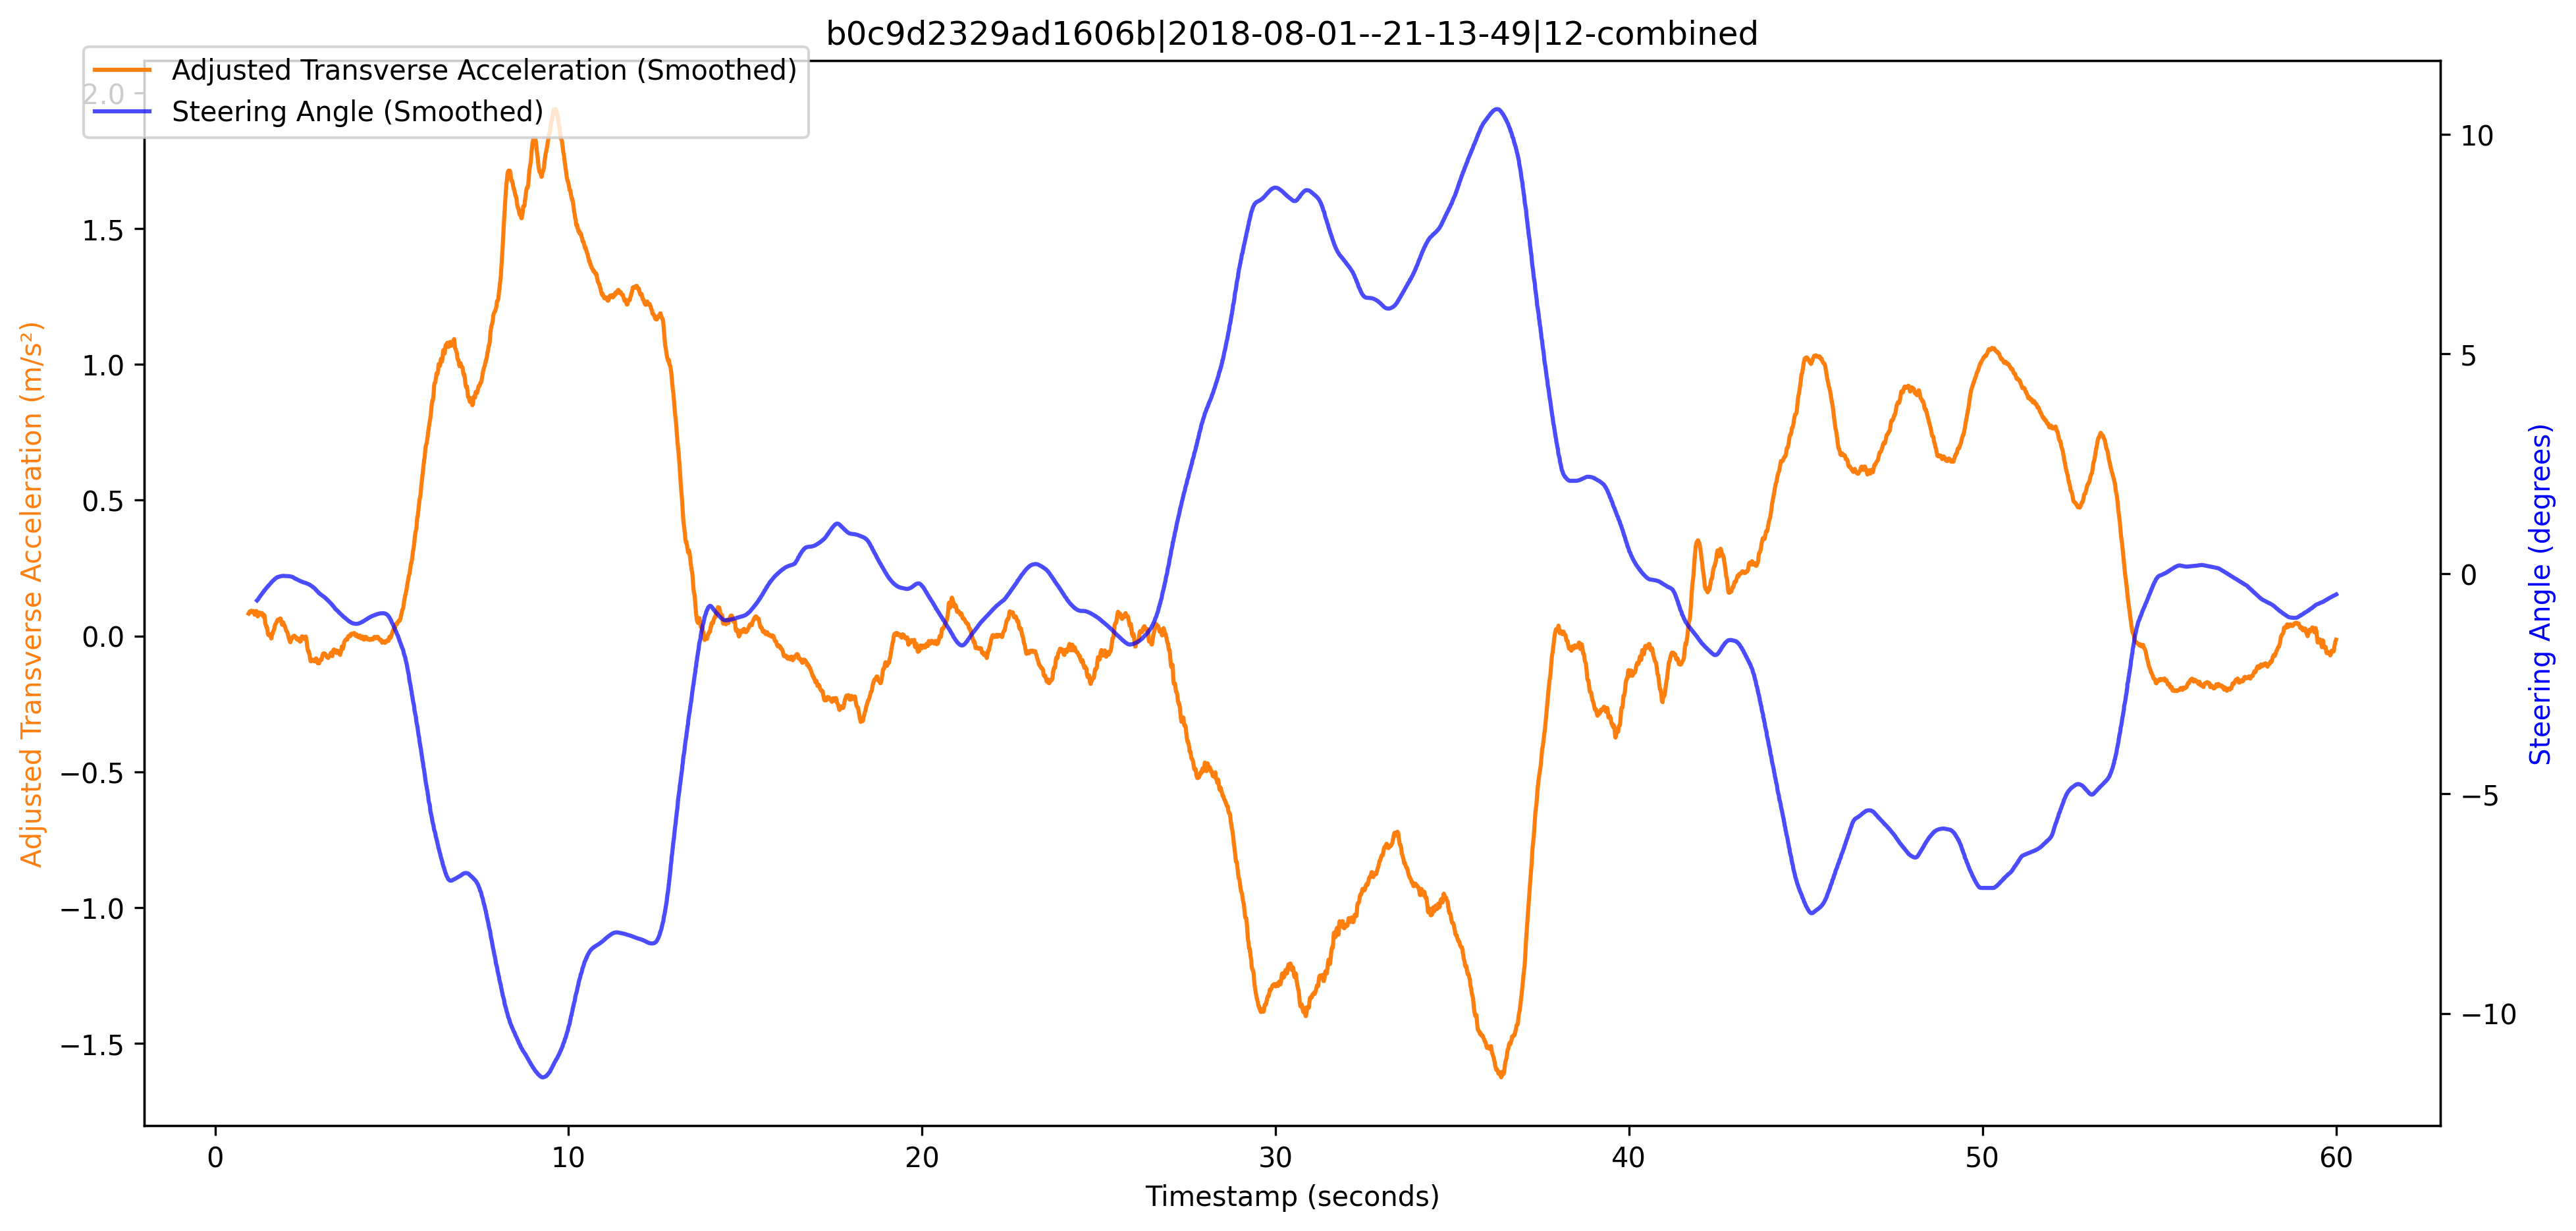 b0c9d2329ad1606b|2018-08-01--21-13-49|12-combined
Adjusted Transverse Acceleration (Smoothed)
Steering Angle (Smoothed)
Adjusted Transverse Acceleration (m/s²)
2.0
1.5
1.0
0.5
0.0
−0.5
−1.0
−1.5
10
5
0
−5
−10
Steering Angle (degrees)
0 10 20 30 40 50 60
Timestamp (seconds)